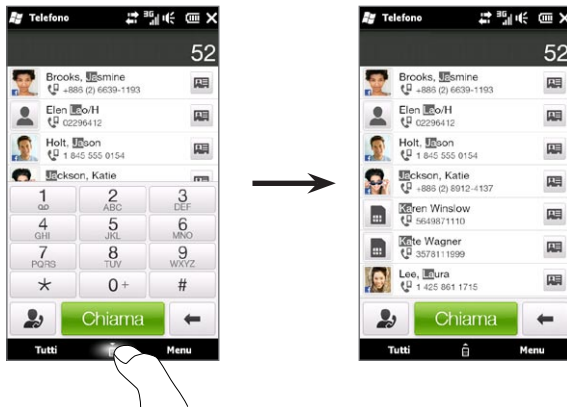 Telefono
52
Brooks, Jasmine
+886 (2) 6639-1193
Elen Lao/H
02296412
Holt, Jason
1 845 555 0154
Jackson, Katie
1
2 ABC
3 DEF
4 GHI
5 JKL
6 MNO
7 PQRS
8 TUV
9 WXYZ
* 0+ #
Chiama
Tutti
Menu
Telefono
52
Brooks, Jasmine
+886 (2) 6639-1193
Elen Lao/H
02296412
Holt, Jason
1 845 555 0154
Jackson, Katie
+886 (2) 8912-4137
Karen Winslow
5649871110
Kate Wagner
3578111999
Lee, Laura
1 425 861 1715
Chiama
Tutti
Menu